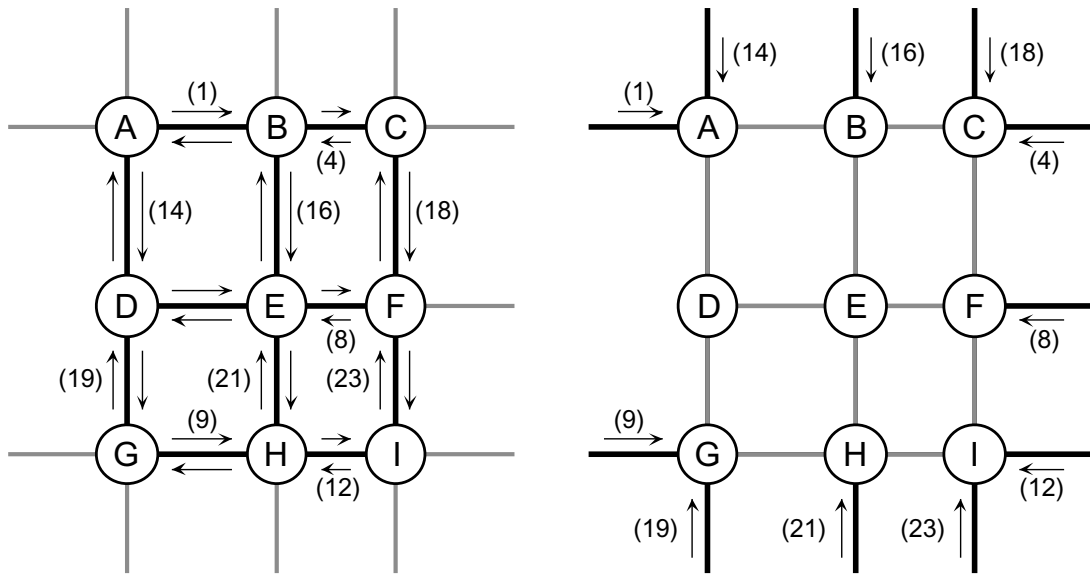 (1)
A B C
(4)
(14) (16) (18)
D E F
(8)
(19) (21) (23)
(9)
G H I
(12)
(14) (16) (18)
(1)
A B C
(4)
D E F
(8)
(9)
G H I
(12)
(19) (21) (23)